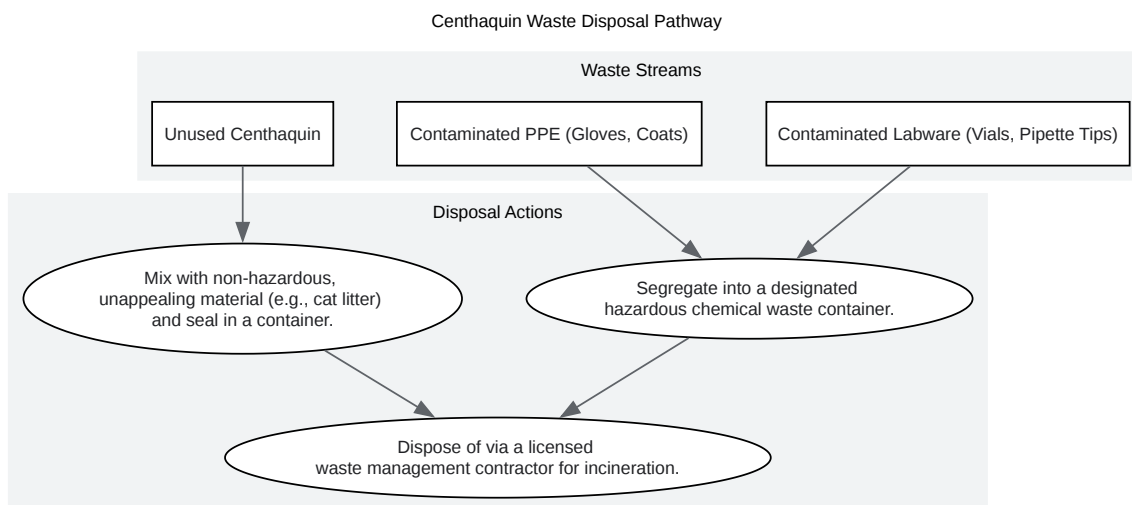 Centhaquin Waste Disposal Pathway
Waste Streams
Unused Centhaquin
Contaminated PPE (Gloves, Coats)
Contaminated Labware (Vials, Pipette Tips)
Disposal Actions
Mix with non-hazardous,
unappealing material (e.g., cat litter)
and seal in a container.
Segregate into a designated
hazardous chemical waste container.
Dispose of via a licensed
waste management contractor for incineration.